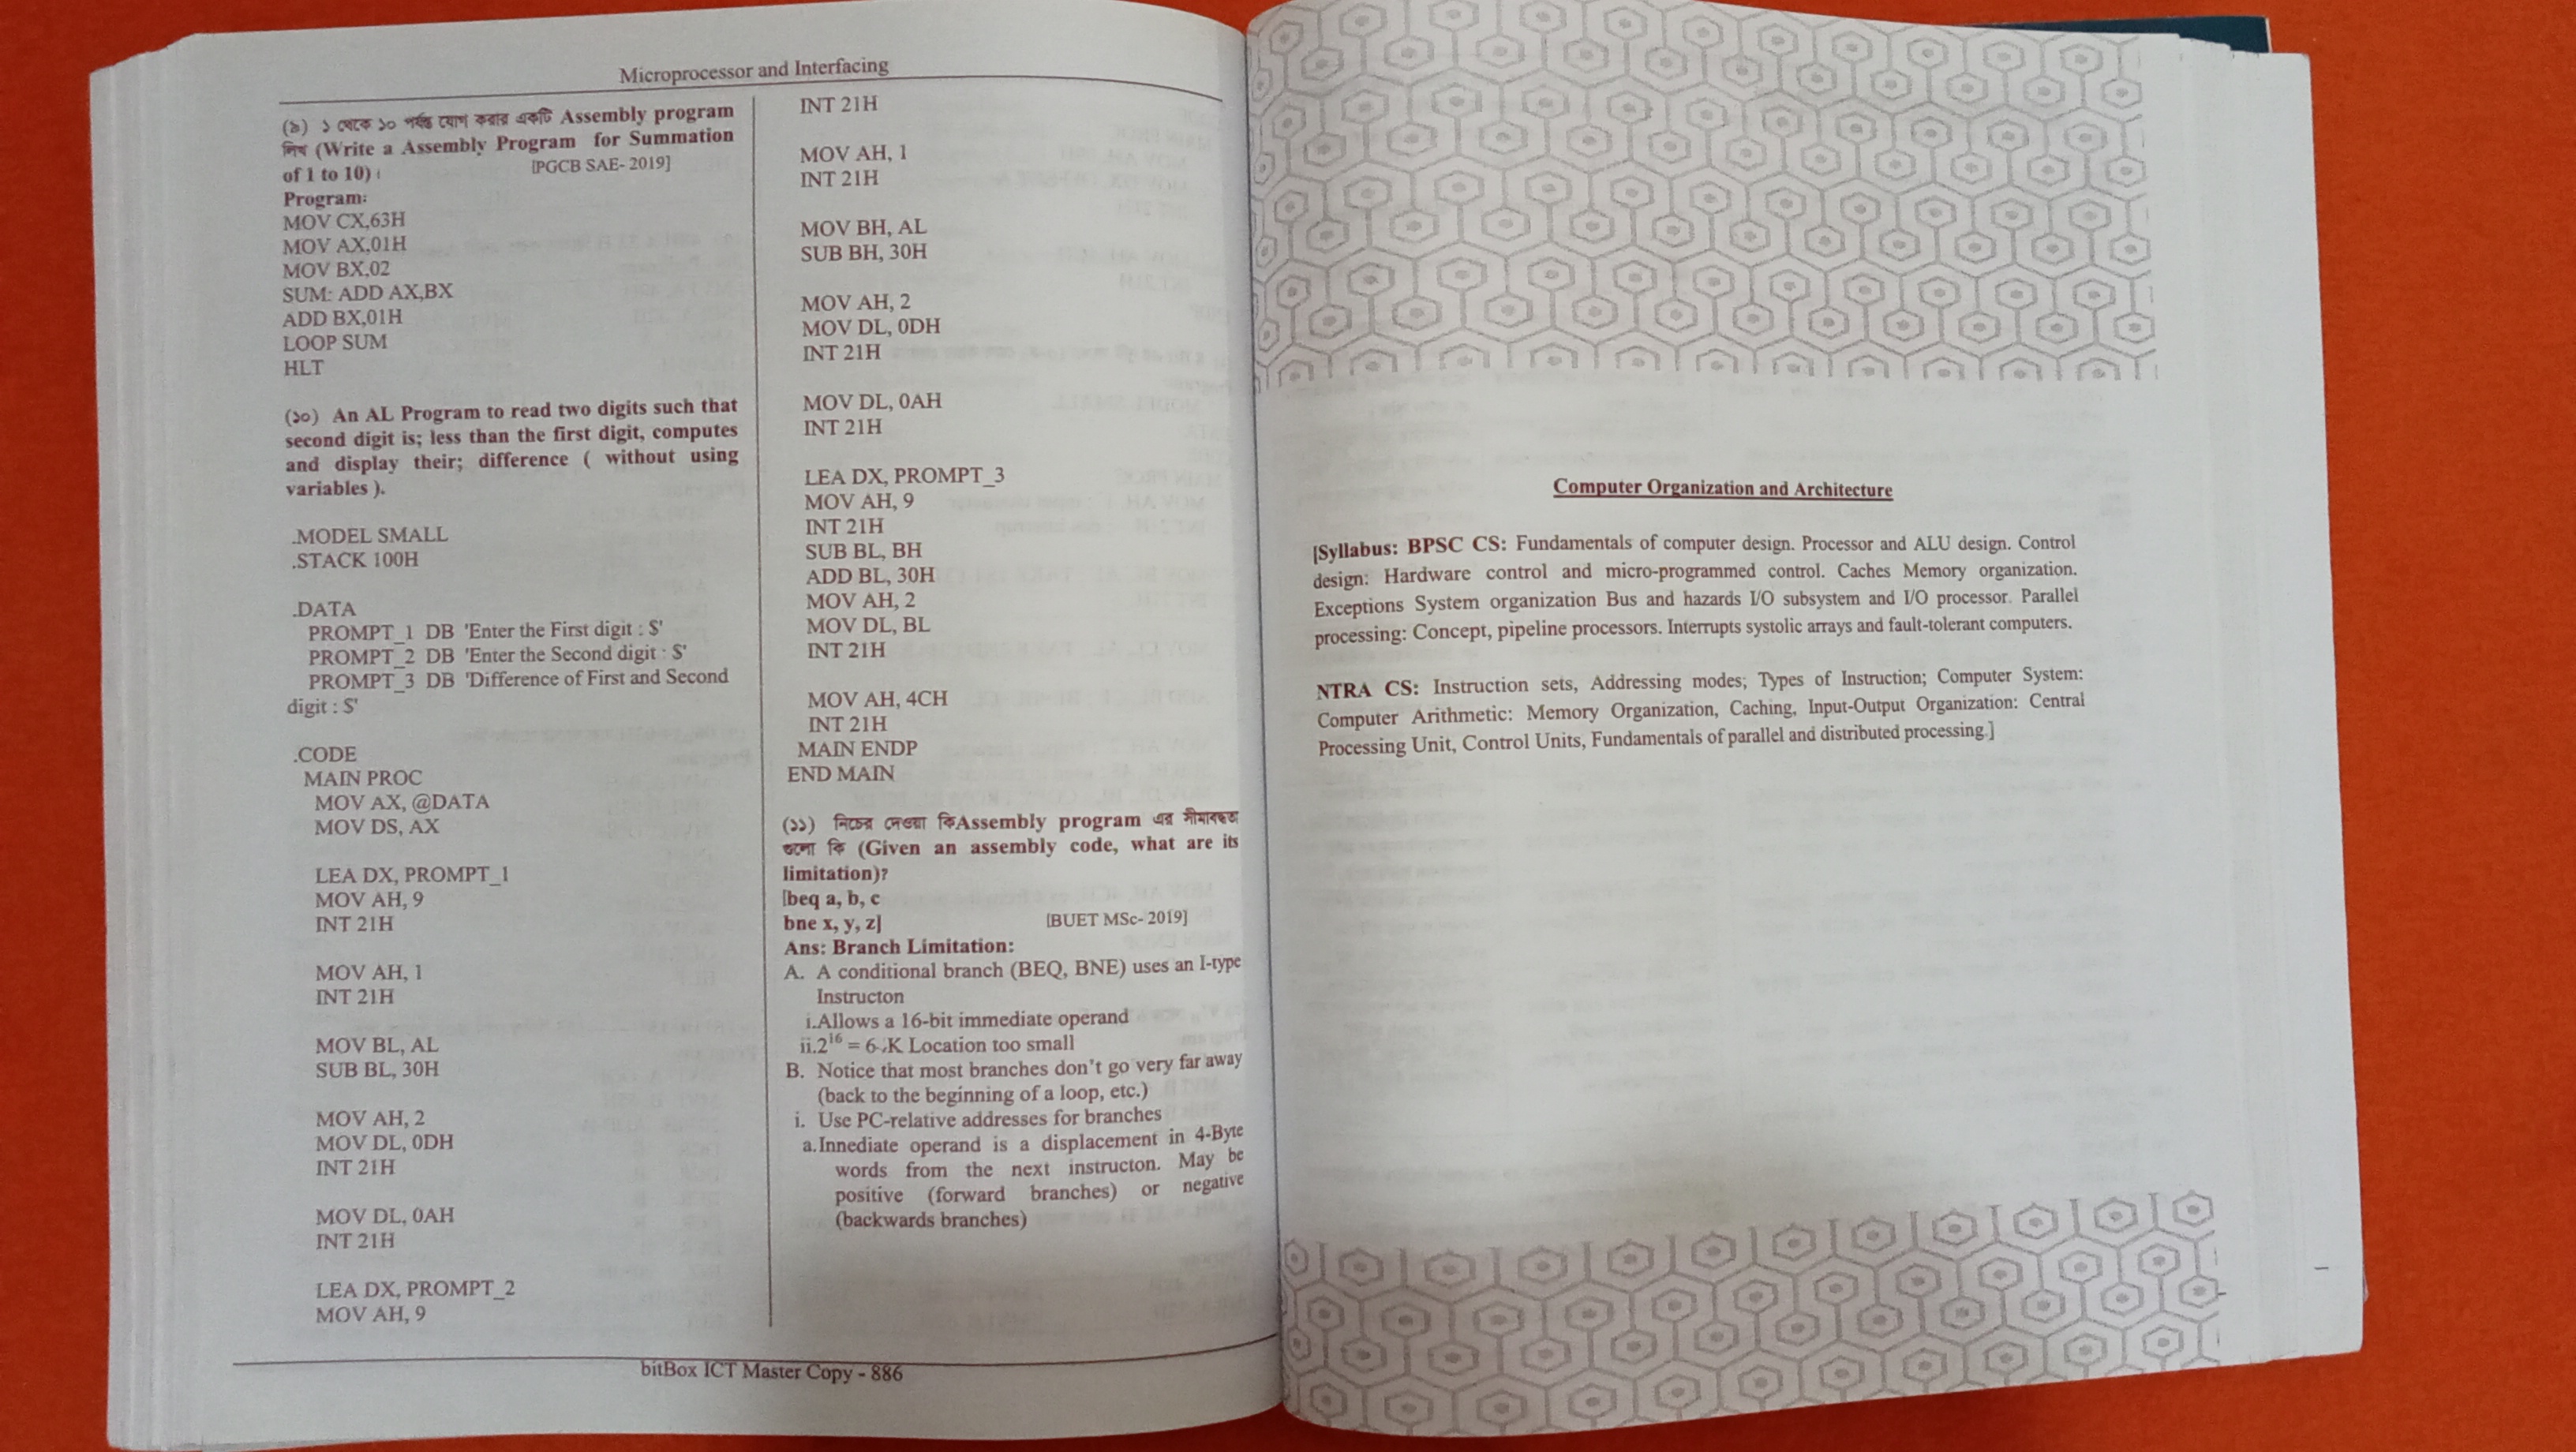 Microprocessor and Interfacing
(৯) ১ থেকে ১০ পর্যন্ত যোগ করার একটি Assembly program
লিখ (Write a Assembly Program for Summation
of 1 to 10) । [PGCB SAE- 2019]
Program:
MOV CX,63H
MOV AX,01H
MOV BX,02
SUM: ADD AX,BX
ADD BX,01H
LOOP SUM
HLT
(১০) An AL Program to read two digits such that
second digit is; less than the first digit, computes
and display their; difference ( without using
variables ).
.MODEL SMALL
.STACK 100H
.DATA
PROMPT_1 DB 'Enter the First digit : $'
PROMPT_2 DB 'Enter the Second digit : $'
PROMPT_3 DB 'Difference of First and Second
digit : $'
.CODE
MAIN PROC
MOV AX, @DATA
MOV DS, AX
LEA DX, PROMPT_1
MOV AH, 9
INT 21H
MOV AH, 1
INT 21H
MOV BL, AL
SUB BL, 30H
MOV AH, 2
MOV DL, 0DH
INT 21H
MOV DL, 0AH
INT 21H
LEA DX, PROMPT_2
MOV AH, 9
INT 21H
MOV AH, 1
INT 21H
MOV BH, AL
SUB BH, 30H
MOV AH, 2
MOV DL, 0DH
INT 21H
MOV DL, 0AH
INT 21H
LEA DX, PROMPT_3
MOV AH, 9
INT 21H
SUB BL, BH
ADD BL, 30H
MOV AH, 2
MOV DL, BL
INT 21H
MOV AH, 4CH
INT 21H
MAIN ENDP
END MAIN
(১১) নিচের দেওয়া কিAssembly program এর সীমাবদ্ধতা
গুলো কি (Given an assembly code, what are its
limitation)?
[beq a, b, c
bne x, y, z] [BUET MSc- 2019]
Ans: Branch Limitation:
A. A conditional branch (BEQ, BNE) uses an I-type
Instructon
i.Allows a 16-bit immediate operand
ii.2¹⁶ = Location too small
B. Notice that most branches don't go very far away
(back to the beginning of a loop, etc.)
i. Use PC-relative addresses for branches
a.Innediate operand is a displacement in 4-Byte
words from the next instructon. May be
positive (forward branches) or negative
(backwards branches)
bitBox ICT Master Copy - 886
Computer Organization and Architecture
[Syllabus: BPSC CS: Fundamentals of computer design. Processor and ALU design. Control
design: Hardware control and micro-programmed control. Caches Memory organization.
Exceptions System organization Bus and hazards I/O subsystem and I/O processor. Parallel
processing: Concept, pipeline processors. Interrupts systolic arrays and fault-tolerant computers.
NTRA CS: Instruction sets, Addressing modes; Types of Instruction; Computer System:
Computer Arithmetic: Memory Organization, Caching, Input-Output Organization: Central
Processing Unit, Control Units, Fundamentals of parallel and distributed processing.]